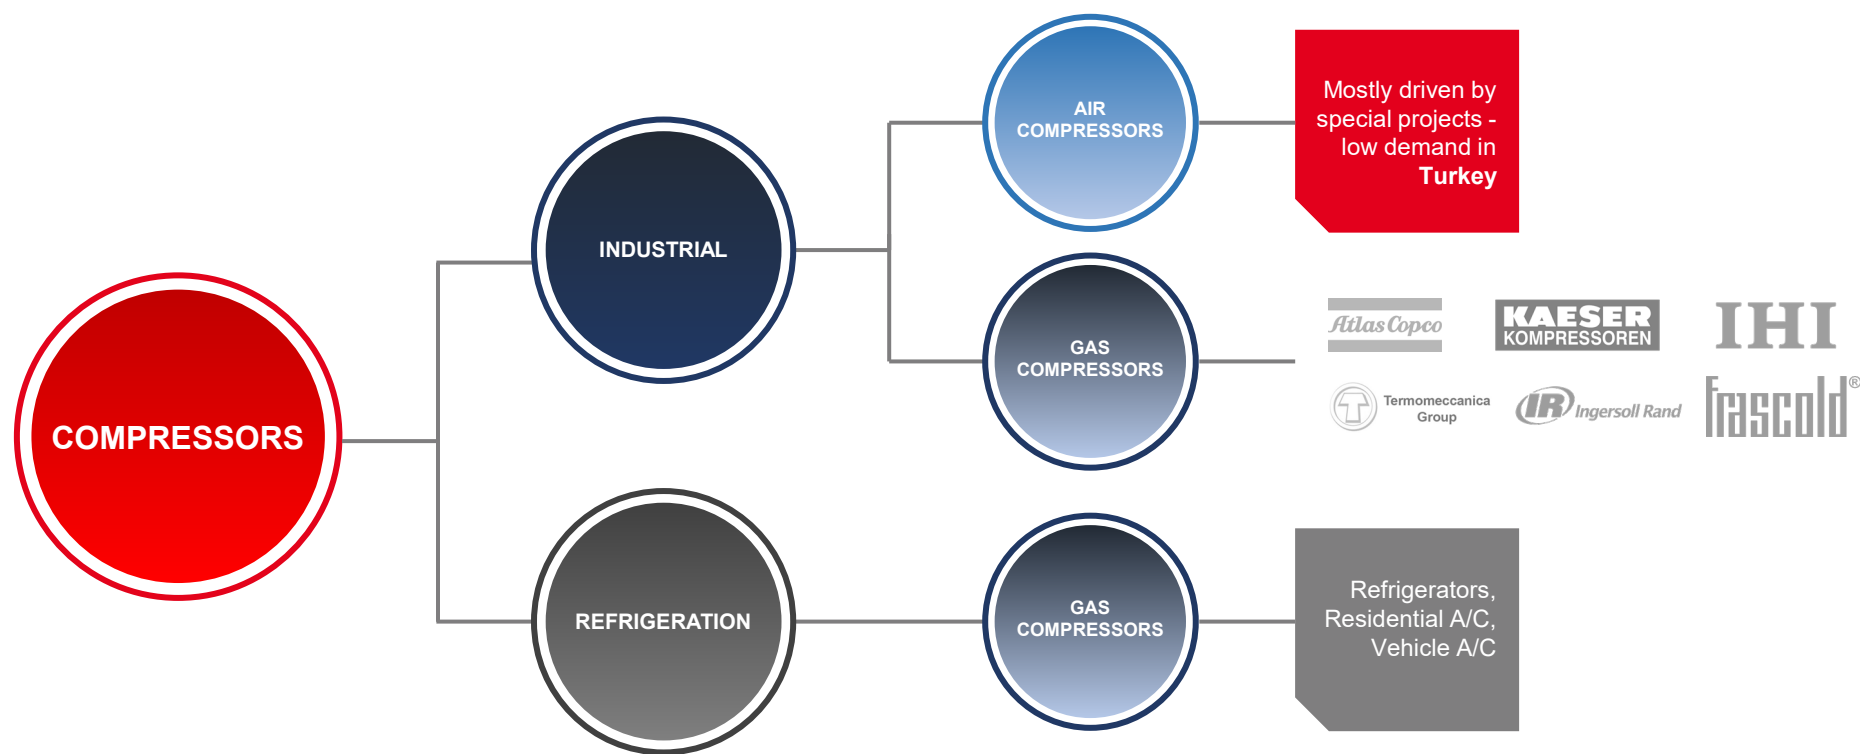 COMPRESSORS
INDUSTRIAL
REFRIGERATION
AIR
COMPRESSORS
GAS
COMPRESSORS
GAS
COMPRESSORS
Mostly driven by
special projects -
low demand in
Turkey
Atlas Copco
KAESER
KOMPRESSOREN
IHI
Termomeccanica
Group
IR Ingersoll Rand
frascold®
Refrigerators,
Residential A/C,
Vehicle A/C